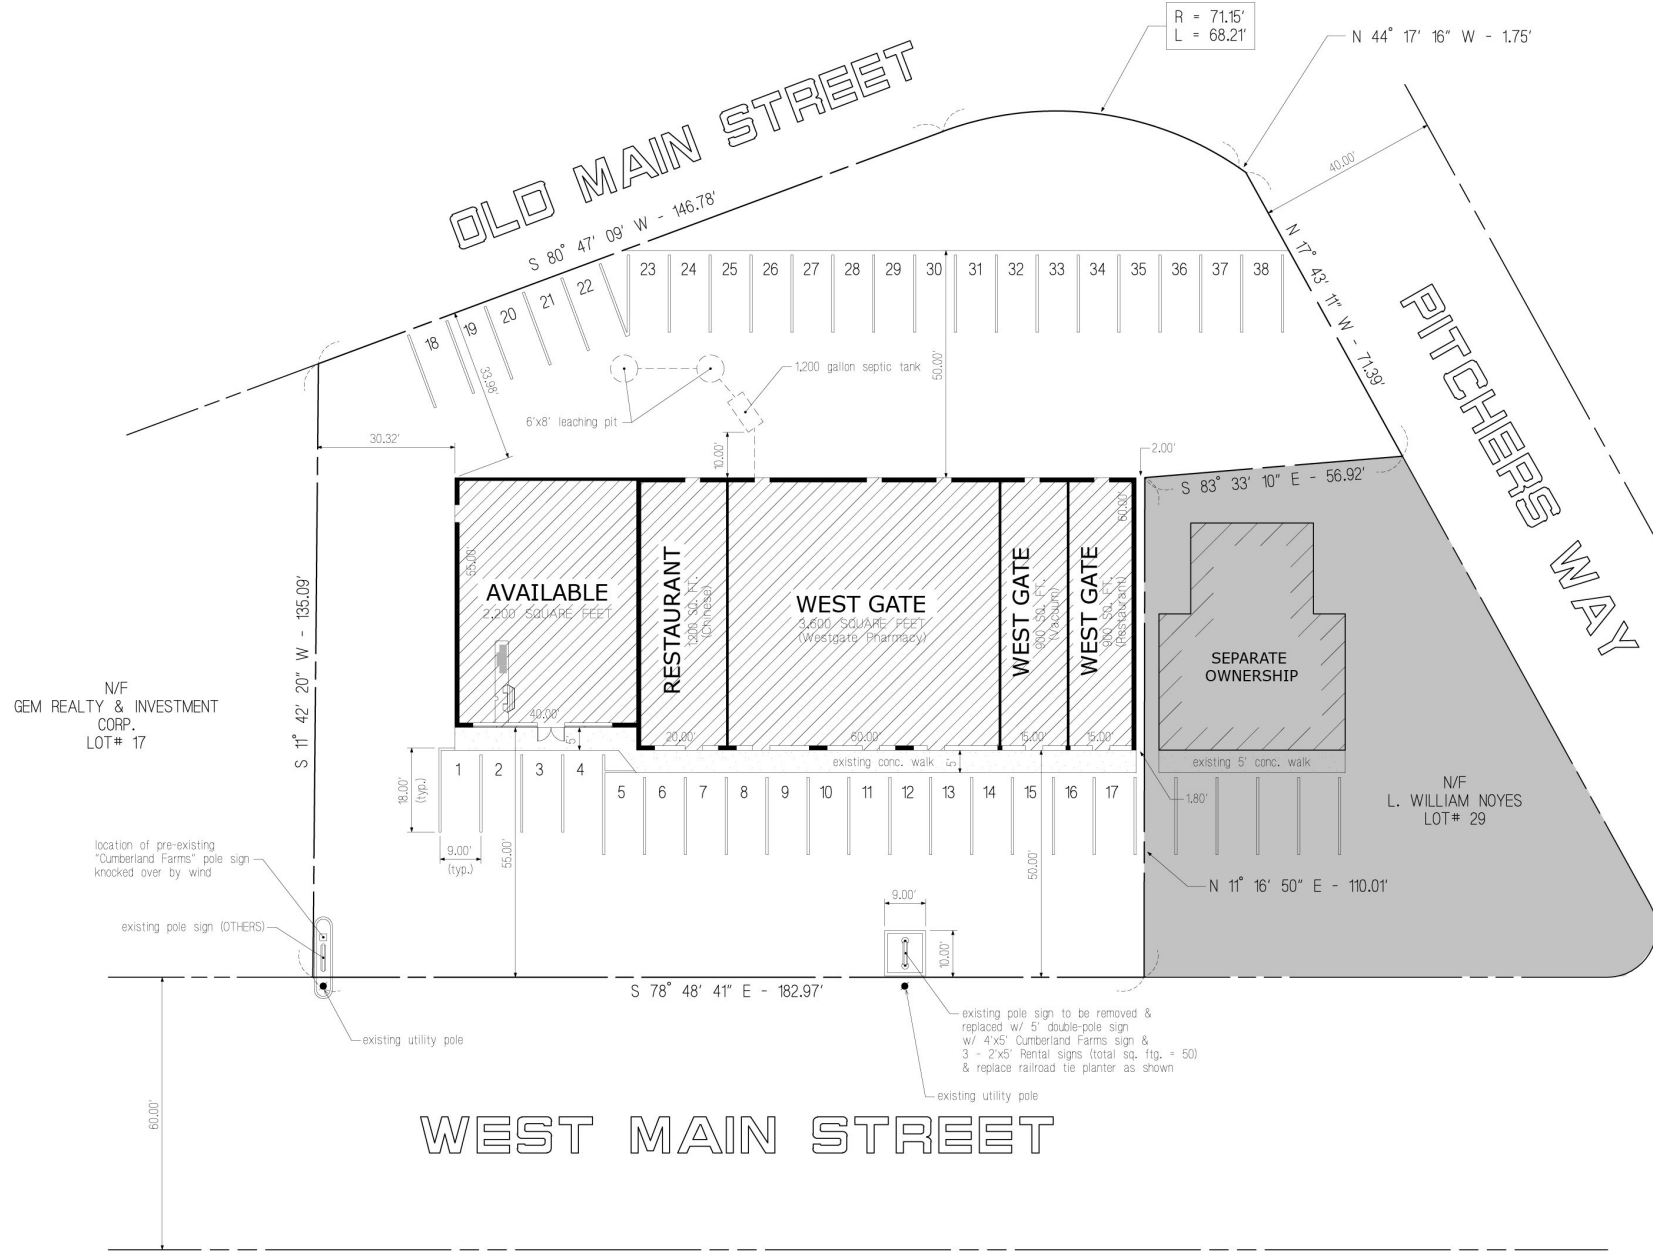 R = 71.15'
L = 68.21'
N 44° 17' 16" W - 1.75'
OLD MAIN STREET
40.00'
S 80° 47' 09" W - 146.78'
N 17° 43' 11" W - 71.39'
PITCHERS WAY
18
19
20
21
22
23
24
25
26
27
28
29
30
31
32
33
34
35
36
37
38
33.98'
1,200 gallon septic tank
50.00'
6'x8' leaching pit
30.32'
10.00'
2.00'
S 83° 33' 10" E - 56.92'
60.00'
55.00'
AVAILABLE
2,200 SQUARE FEET
RESTAURANT
1,200 SQ. FT.
(Chinese)
WEST GATE
3,600 SQUARE FEET
(Westgate Pharmacy)
WEST GATE
900 SQ. FT.
(Vacuum)
WEST GATE
900 SQ. FT.
(Restaurant)
SEPARATE
OWNERSHIP
S 11° 42' 20" W - 135.09'
N/F
GEM REALTY & INVESTMENT
CORP.
LOT# 17
40.00'
20.00'
60.00'
15.00'
15.00'
5'
existing conc. walk
5'
existing 5' conc. walk
1
2
3
4
5
6
7
8
9
10
11
12
13
14
15
16
17
18.00'
(typ.)
1.80'
N/F
L. WILLIAM NOYES
LOT# 29
9.00'
(typ.)
55.00'
50.00'
location of pre-existing
"Cumberland Farms" pole sign
knocked over by wind
N 11° 16' 50" E - 110.01'
9.00'
existing pole sign (OTHERS)
10.00'
S 78° 48' 41" E - 182.97'
existing pole sign to be removed &
replaced w/ 5' double-pole sign
w/ 4'x5' Cumberland Farms sign &
3 - 2'x5' Rental signs (total sq. ftg. = 50)
& replace railroad tie planter as shown
existing utility pole
existing utility pole
60.00'
WEST MAIN STREET